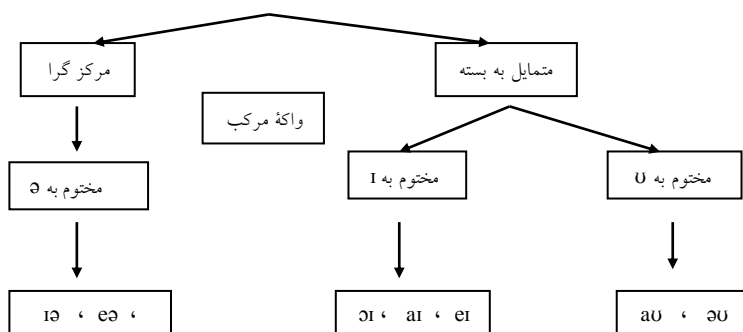 مرکز گرا
متمایل به بسته
واکهٔ مرکب
مختوم به ə
مختوم به ɪ
مختوم به ʊ
ɪə ، eə ،
ɔɪ ، aɪ ، eɪ
aʊ ، əʊ